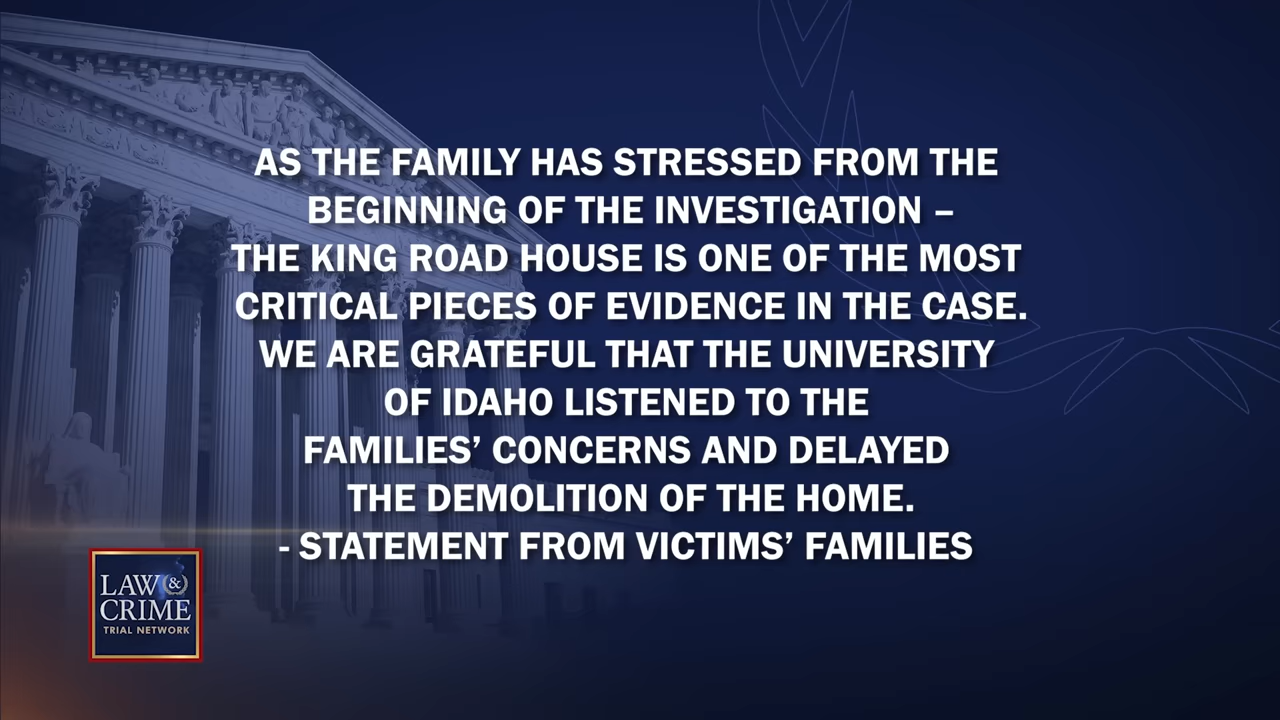 AS THE FAMILY HAS STRESSED FROM THE
BEGINNING OF THE INVESTIGATION –
THE KING ROAD HOUSE IS ONE OF THE MOST
CRITICAL PIECES OF EVIDENCE IN THE CASE.
WE ARE GRATEFUL THAT THE UNIVERSITY
OF IDAHO LISTENED TO THE
FAMILIES’ CONCERNS AND DELAYED
THE DEMOLITION OF THE HOME.
- STATEMENT FROM VICTIMS’ FAMILIES
LAW &
CRIME
TRIAL NETWORK